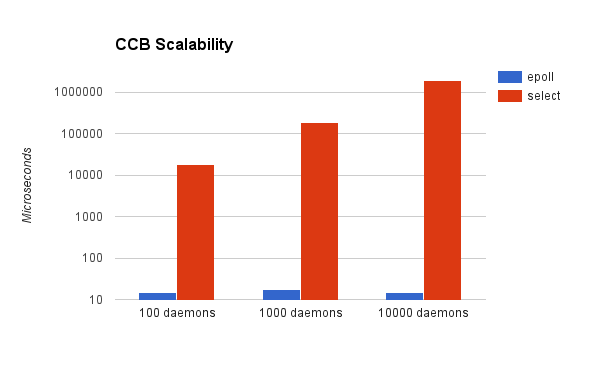 CCB Scalability
epoll
select
Microseconds
1000000
100000
10000
1000
100
10
100 daemons
1000 daemons
10000 daemons